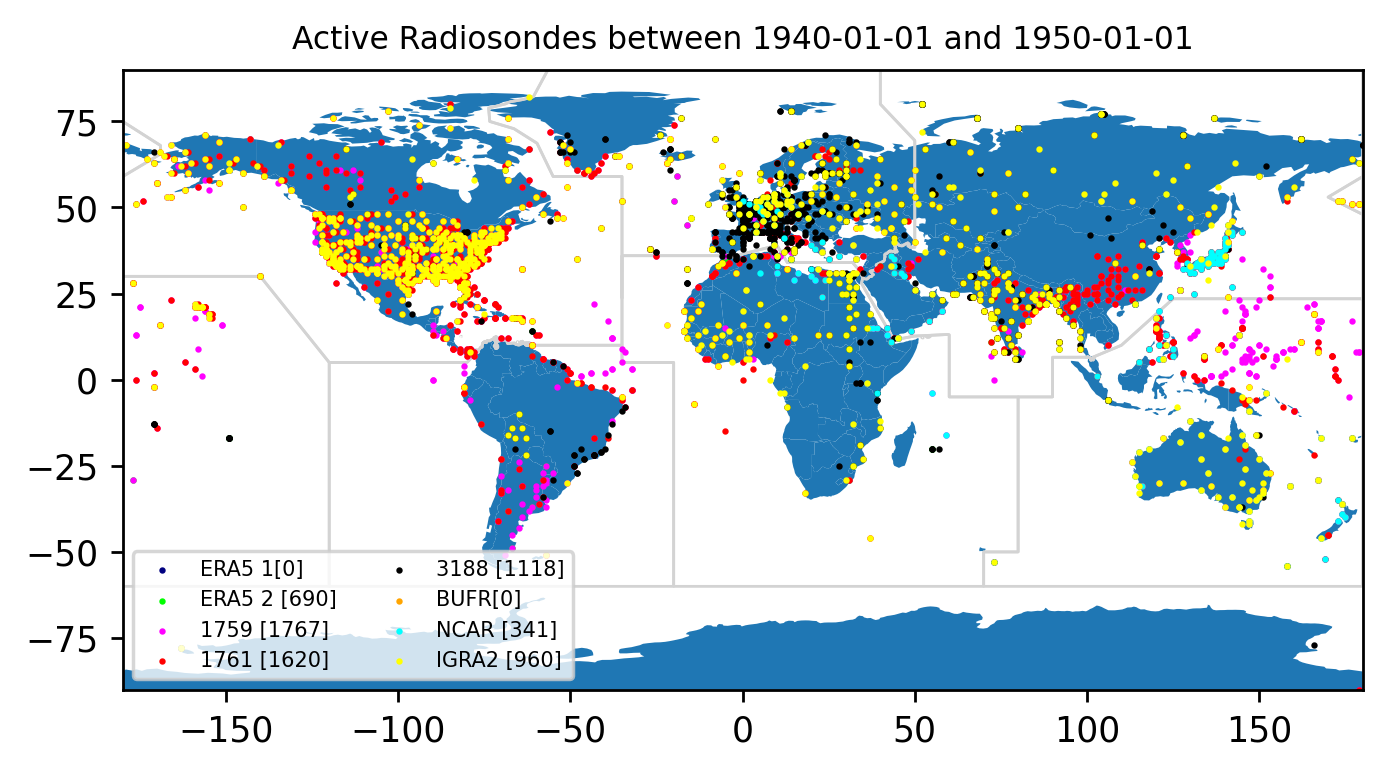 Active Radiosondes between 1940-01-01 and 1950-01-01
75
50
25
0
−25
−50
−75
ERA5 1[0]
ERA5 2 [690]
1759 [1767]
1761 [1620]
3188 [1118]
BUFR[0]
NCAR [341]
IGRA2 [960]
−150 −100 −50 0 50 100 150